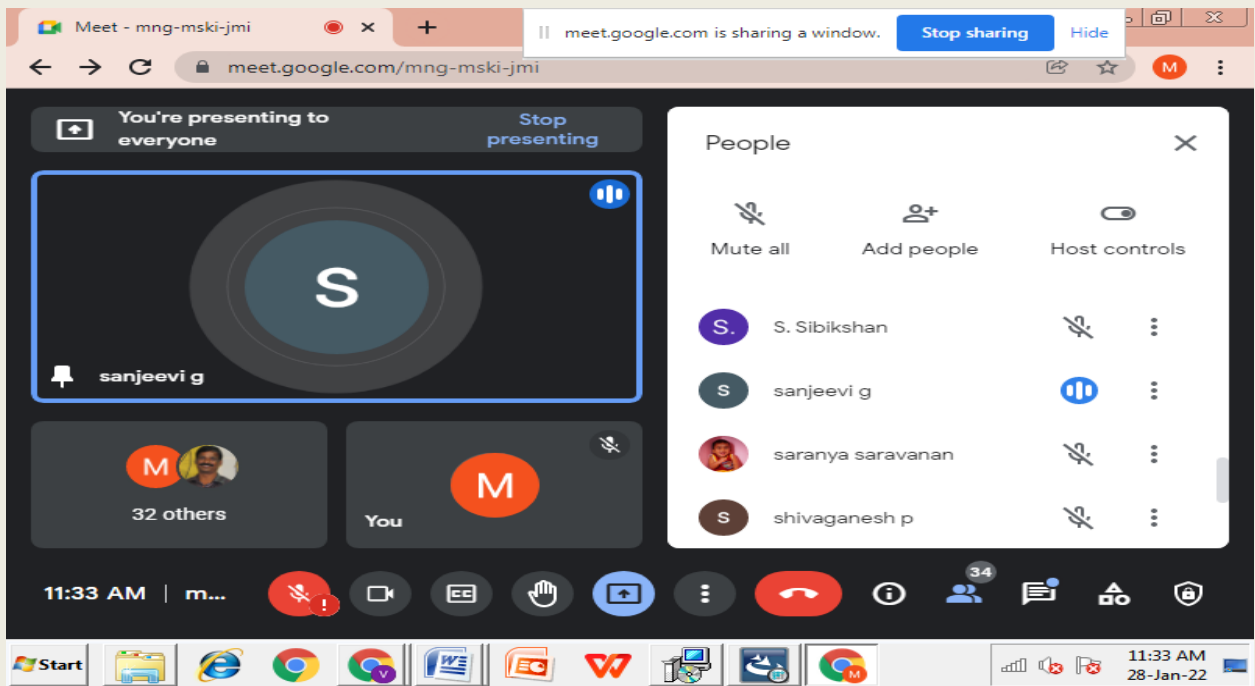 Meet - mng-mski-jmi
meet.google.com is sharing a window. Stop sharing Hide
meet.google.com/mng-mski-jmi M
You're presenting to everyone
Stop presenting
S
sanjeevi g
M
32 others
M
You
People
Mute all Add people Host controls
S. S. Sibikshan
s sanjeevi g
saranya saravanan
s shivaganesh p
11:33 AM | m... ! CC 34
Start V W M 11:33 AM
28-Jan-22